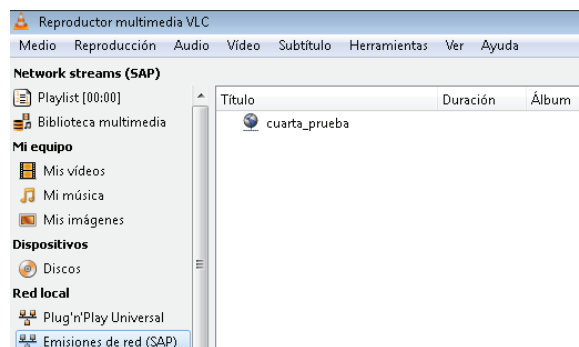 Reproductor multimedia VLC
Medio Reproducción Audio Vídeo Subtítulo Herramientas Ver Ayuda
Network streams (SAP)
Playlist [00:00]
Biblioteca multimedia
Mi equipo
Mis vídeos
Mi música
Mis imágenes
Dispositivos
Discos
Red local
Plug'n'Play Universal
Emisiones de red (SAP)
Título Duración Álbum
cuarta_prueba